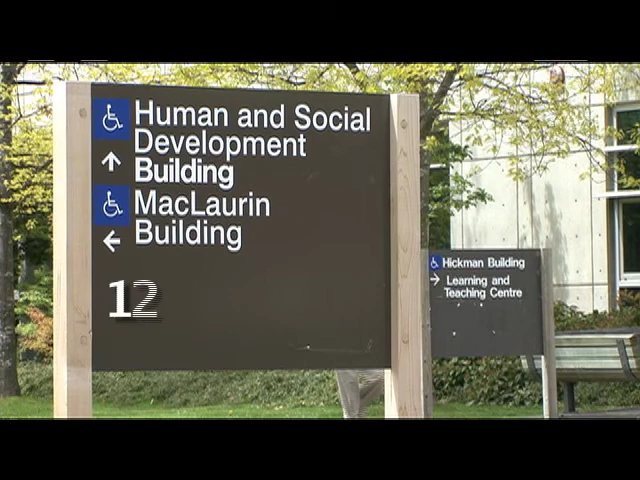 Human and Social
Development
Building
MacLaurin
Building
12
Hickman Building
Learning and
Teaching Centre